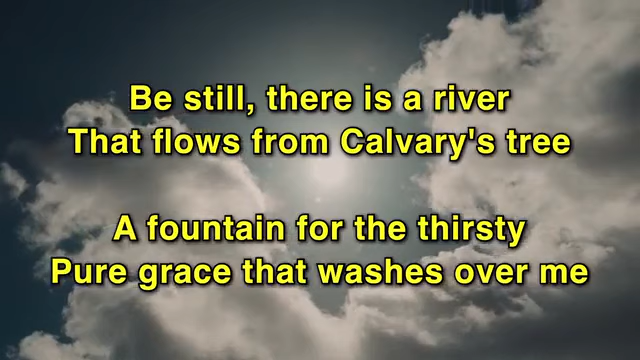 Be still, there is a river
That flows from Calvary's tree
A fountain for the thirsty
Pure grace that washes over me